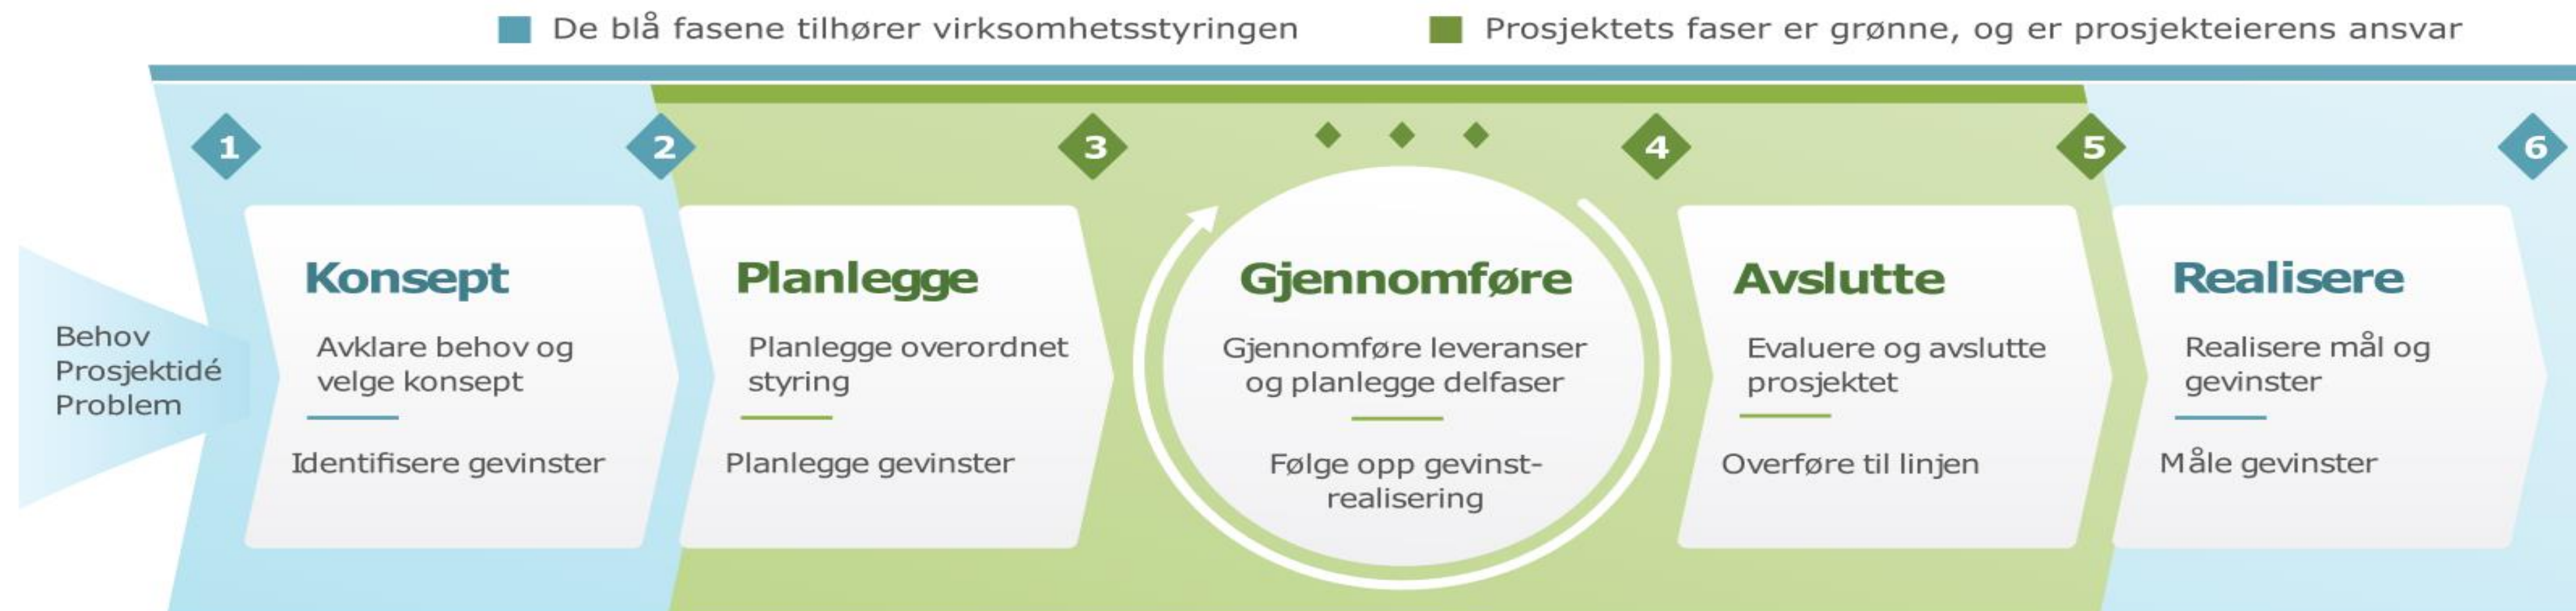 De blå fasene tilhører virksomhetsstyringen
Prosjektets faser er grønne, og er prosjekteierens ansvar
1
2
3
4
5
6
Behov
Prosjektidé
Problem
Konsept
Avklare behov og
velge konsept
Identifisere gevinster
Planlegge
Planlegge overordnet
styring
Planlegge gevinster
Gjennomføre
Gjennomføre leveranser
og planlegge delfaser
Følge opp gevinst-
realisering
Avslutte
Evaluere og avslutte
prosjektet
Overføre til linjen
Realisere
Realisere mål og
gevinster
Måle gevinster